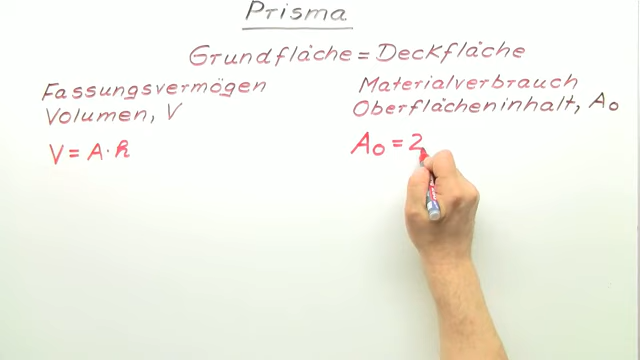 Prisma
Grundfläche = Deckfläche
Fassungsvermögen
Volumen, V
V = A · h
Materialverbrauch
Oberflächeninhalt, Ao
Ao = 2